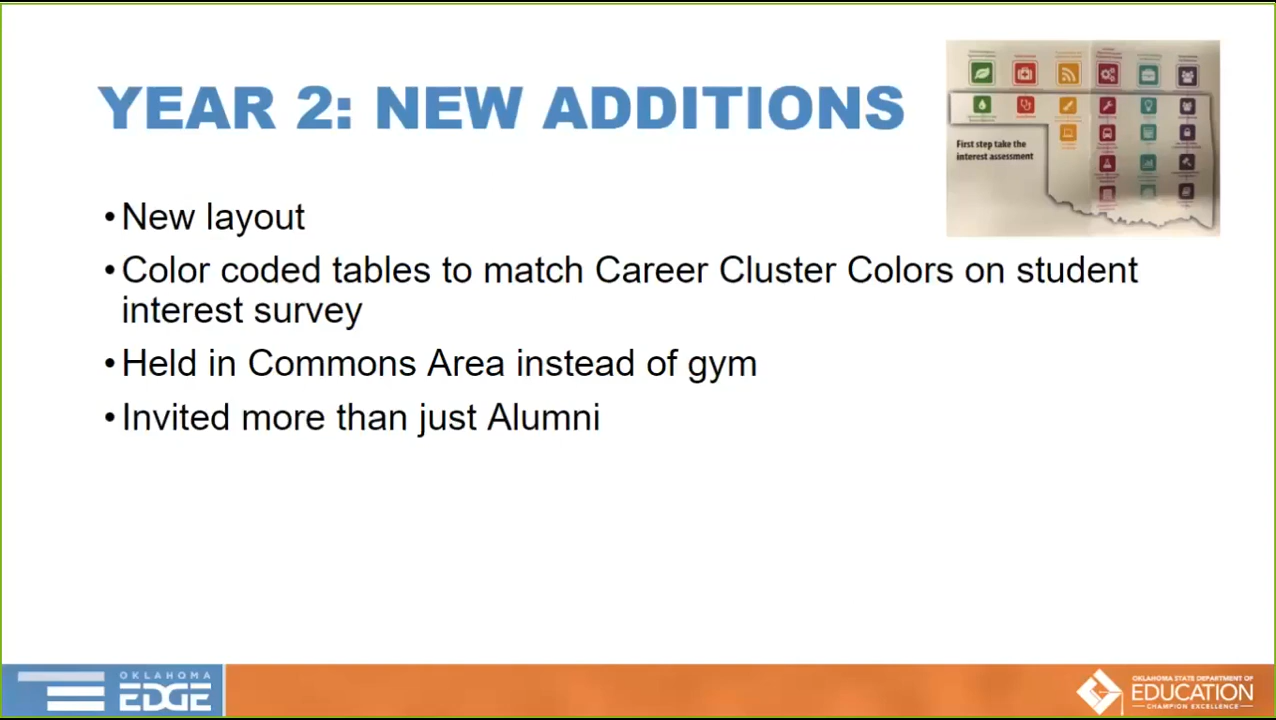 YEAR 2: NEW ADDITIONS
First step take the
interest assessment
•New layout
•Color coded tables to match Career Cluster Colors on student
interest survey
•Held in Commons Area instead of gym
•Invited more than just Alumni
OKLAHOMA
EDGE
OKLAHOMA STATE DEPARTMENT OF
EDUCATION
CHAMPION EXCELLENCE